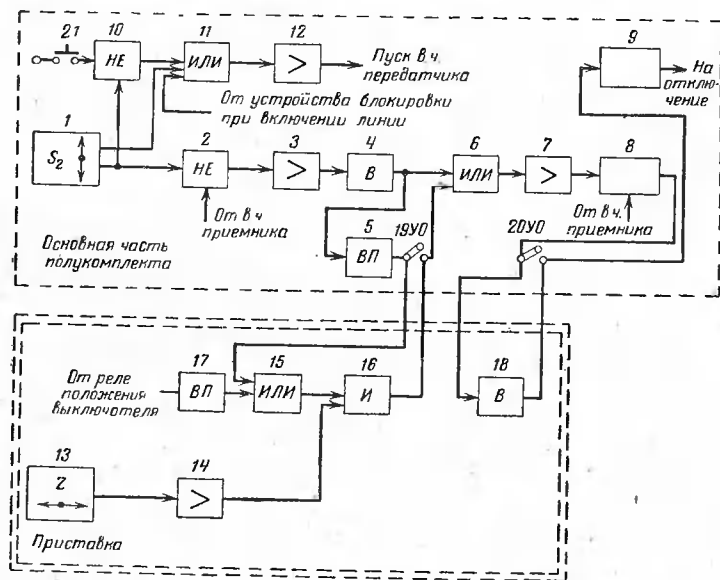 21
10
НЕ
11
ИЛИ
12
>
Пуск в ч
передатчика
9
На
отклю-
чение
От устройства блокировки
при включении линии
1
S2
2
НЕ
3
>
4
В
6
ИЛИ
7
>
8
От в ч
приемника
5
ВП
19УО
20УО
От в.ч.
приемника
Основная часть
полукомплекта
От реле
положения
выключателя
17
ВП
15
ИЛИ
16
И
18
В
13
Z
14
>
Приставка